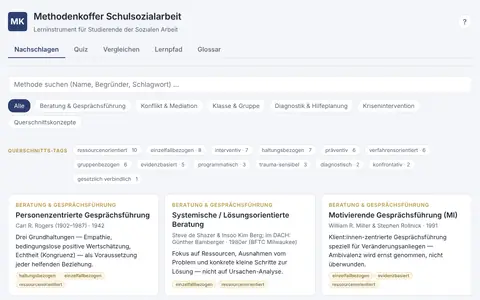 MK
Methodenkoffer Schulsozialarbeit
Lerninstrument für Studierende der Sozialen Arbeit
?
Nachschlagen Quiz Vergleichen Lernpfad Glossar
Methode suchen (Name, Begründer, Schlagwort) ...
Alle Beratung & Gesprächsführung Konflikt & Mediation Klasse & Gruppe Diagnostik & Hilfeplanung Krisenintervention
Querschnittskonzepte
QUERSCHNITTS-TAGS ressourcenorientiert · 10 einzelfallbezogen · 8 interventiv · 7 haltungsbezogen · 7 präventiv · 6 verfahrensorientiert · 6
gruppenbezogen · 6 evidenzbasiert · 5 programmatisch · 3 trauma-sensibel · 3 diagnostisch · 2 konfrontativ · 2
gesetzlich verbindlich · 1
BERATUNG & GESPRÄCHSFÜHRUNG
Personenzentrierte Gesprächsführung
Carl R. Rogers (1902–1987) · 1942
Drei Grundhaltungen — Empathie,
bedingungslose positive Wertschätzung,
Echtheit (Kongruenz) — als Voraussetzung
jeder helfenden Beziehung.
haltungsbezogen einzelfallbezogen
ressourcenorientiert
BERATUNG & GESPRÄCHSFÜHRUNG
Systemische / Lösungsorientierte
Beratung
Steve de Shazer & Insoo Kim Berg; im DACH:
Günther Bamberger · 1980er (BFTC Milwaukee)
Fokus auf Ressourcen, Ausnahmen vom
Problem und konkrete kleine Schritte zur
Lösung — nicht auf Ursachen-Analyse.
einzelfallbezogen ressourcenorientiert
BERATUNG & GESPRÄCHSFÜHRUNG
Motivierende Gesprächsführung (MI)
William R. Miller & Stephen Rollnick · 1991
Klient:innen-zentrierte Gesprächsführung
speziell für Veränderungsanliegen —
Ambivalenz wird ernst genommen, nicht
überwunden.
einzelfallbezogen evidenzbasiert
ressourcenorientiert